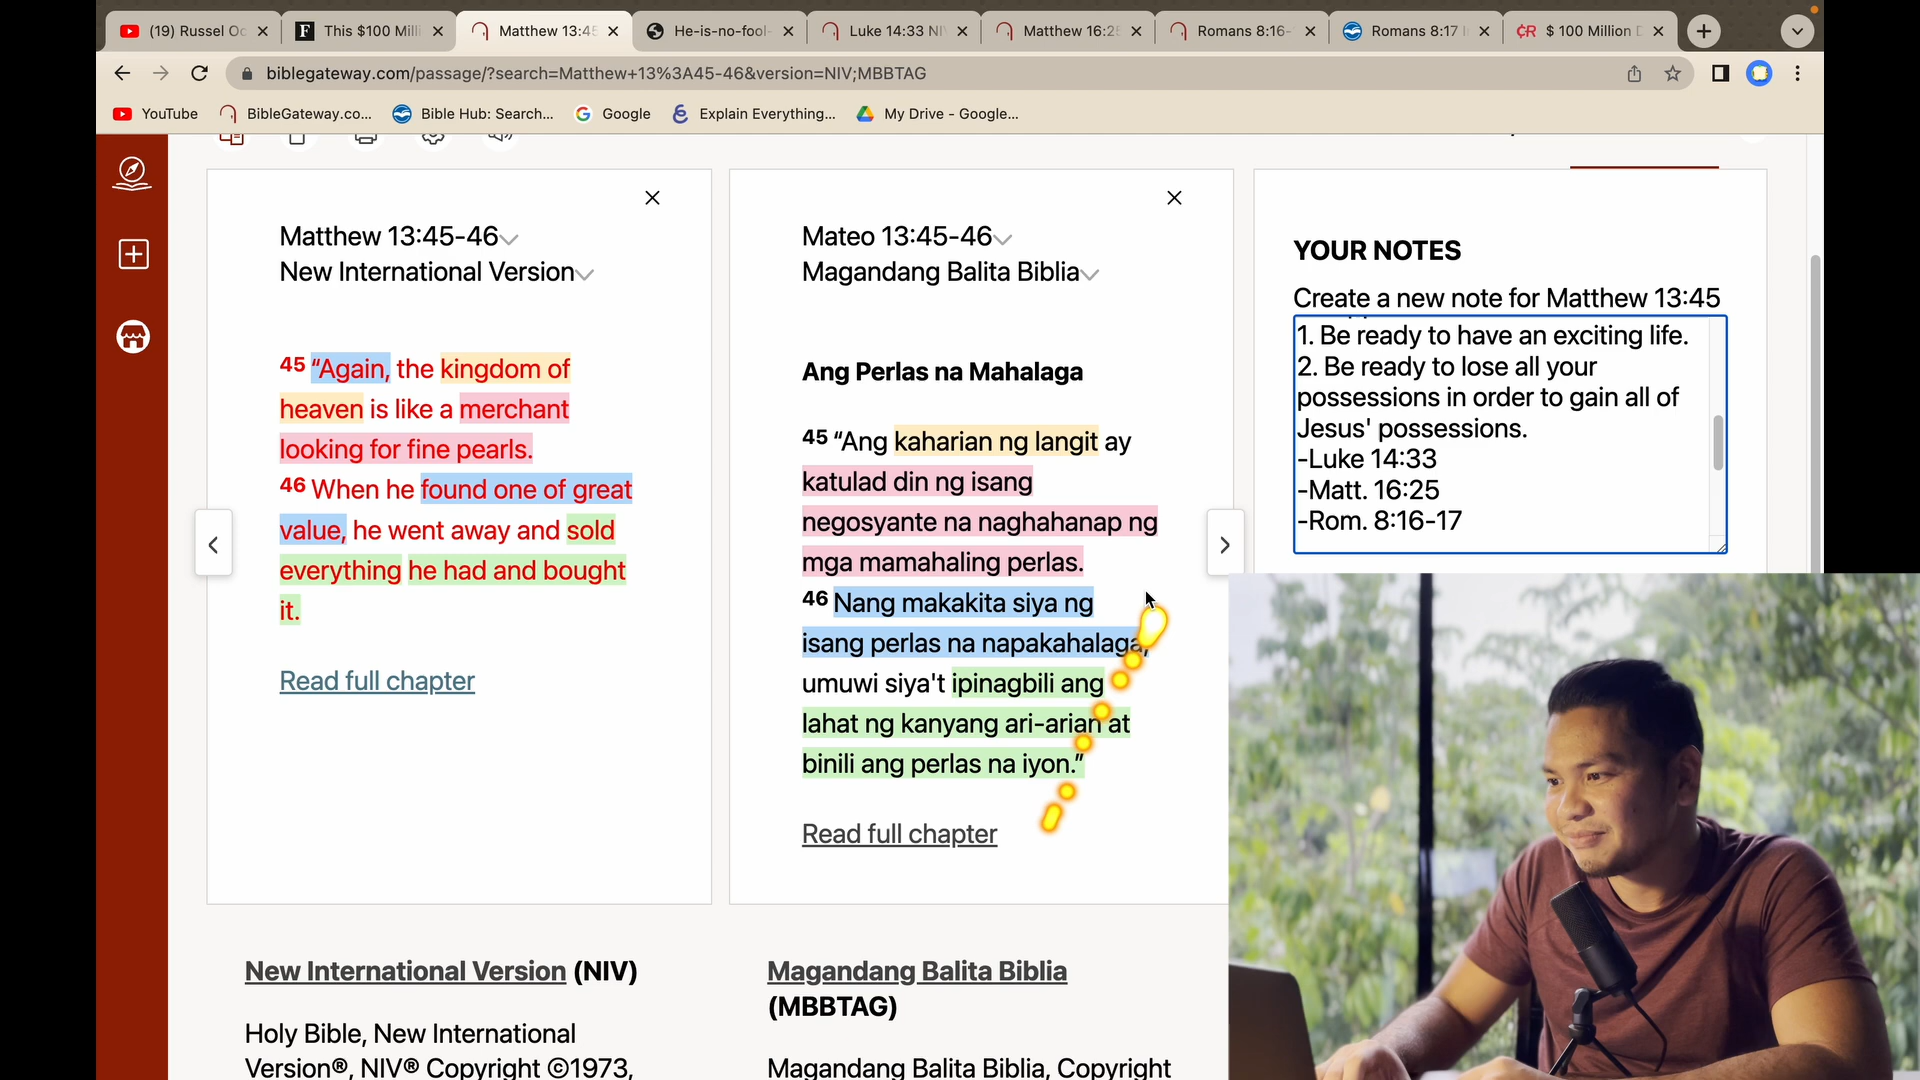 (19) Russel Oc
This $100 Milli
Matthew 13:45
He-is-no-fool-
Luke 14:33 NIV
Matthew 16:25
Romans 8:16-
Romans 8:17 I
CR
$ 100 Million D
biblegateway.com/passage/?search=Matthew+13%3A45-46&version=NIV;MBBTAG
YouTube
BibleGateway.co...
Bible Hub: Search...
Google
Explain Everything...
My Drive - Google...
Matthew 13:45-46
New International Version
45 “Again, the kingdom of
heaven is like a merchant
looking for fine pearls.
46 When he found one of great
value, he went away and sold
everything he had and bought
it.
Read full chapter
New International Version (NIV)
Holy Bible, New International
Version®, NIV® Copyright ©1973,
Mateo 13:45-46
Magandang Balita Biblia
Ang Perlas na Mahalaga
45 “Ang kaharian ng langit ay
katulad din ng isang
negosyante na naghahanap ng
mga mamahaling perlas.
46 Nang makakita siya ng
isang perlas na napakahalaga,
umuwi siya't ipinagbili ang
lahat ng kanyang ari-arian at
binili ang perlas na iyon.”
Read full chapter
Magandang Balita Biblia
(MBBTAG)
Magandang Balita Biblia, Copyright
YOUR NOTES
Create a new note for Matthew 13:45
1. Be ready to have an exciting life.
2. Be ready to lose all your
possessions in order to gain all of
Jesus' possessions.
-Luke 14:33
-Matt. 16:25
-Rom. 8:16-17